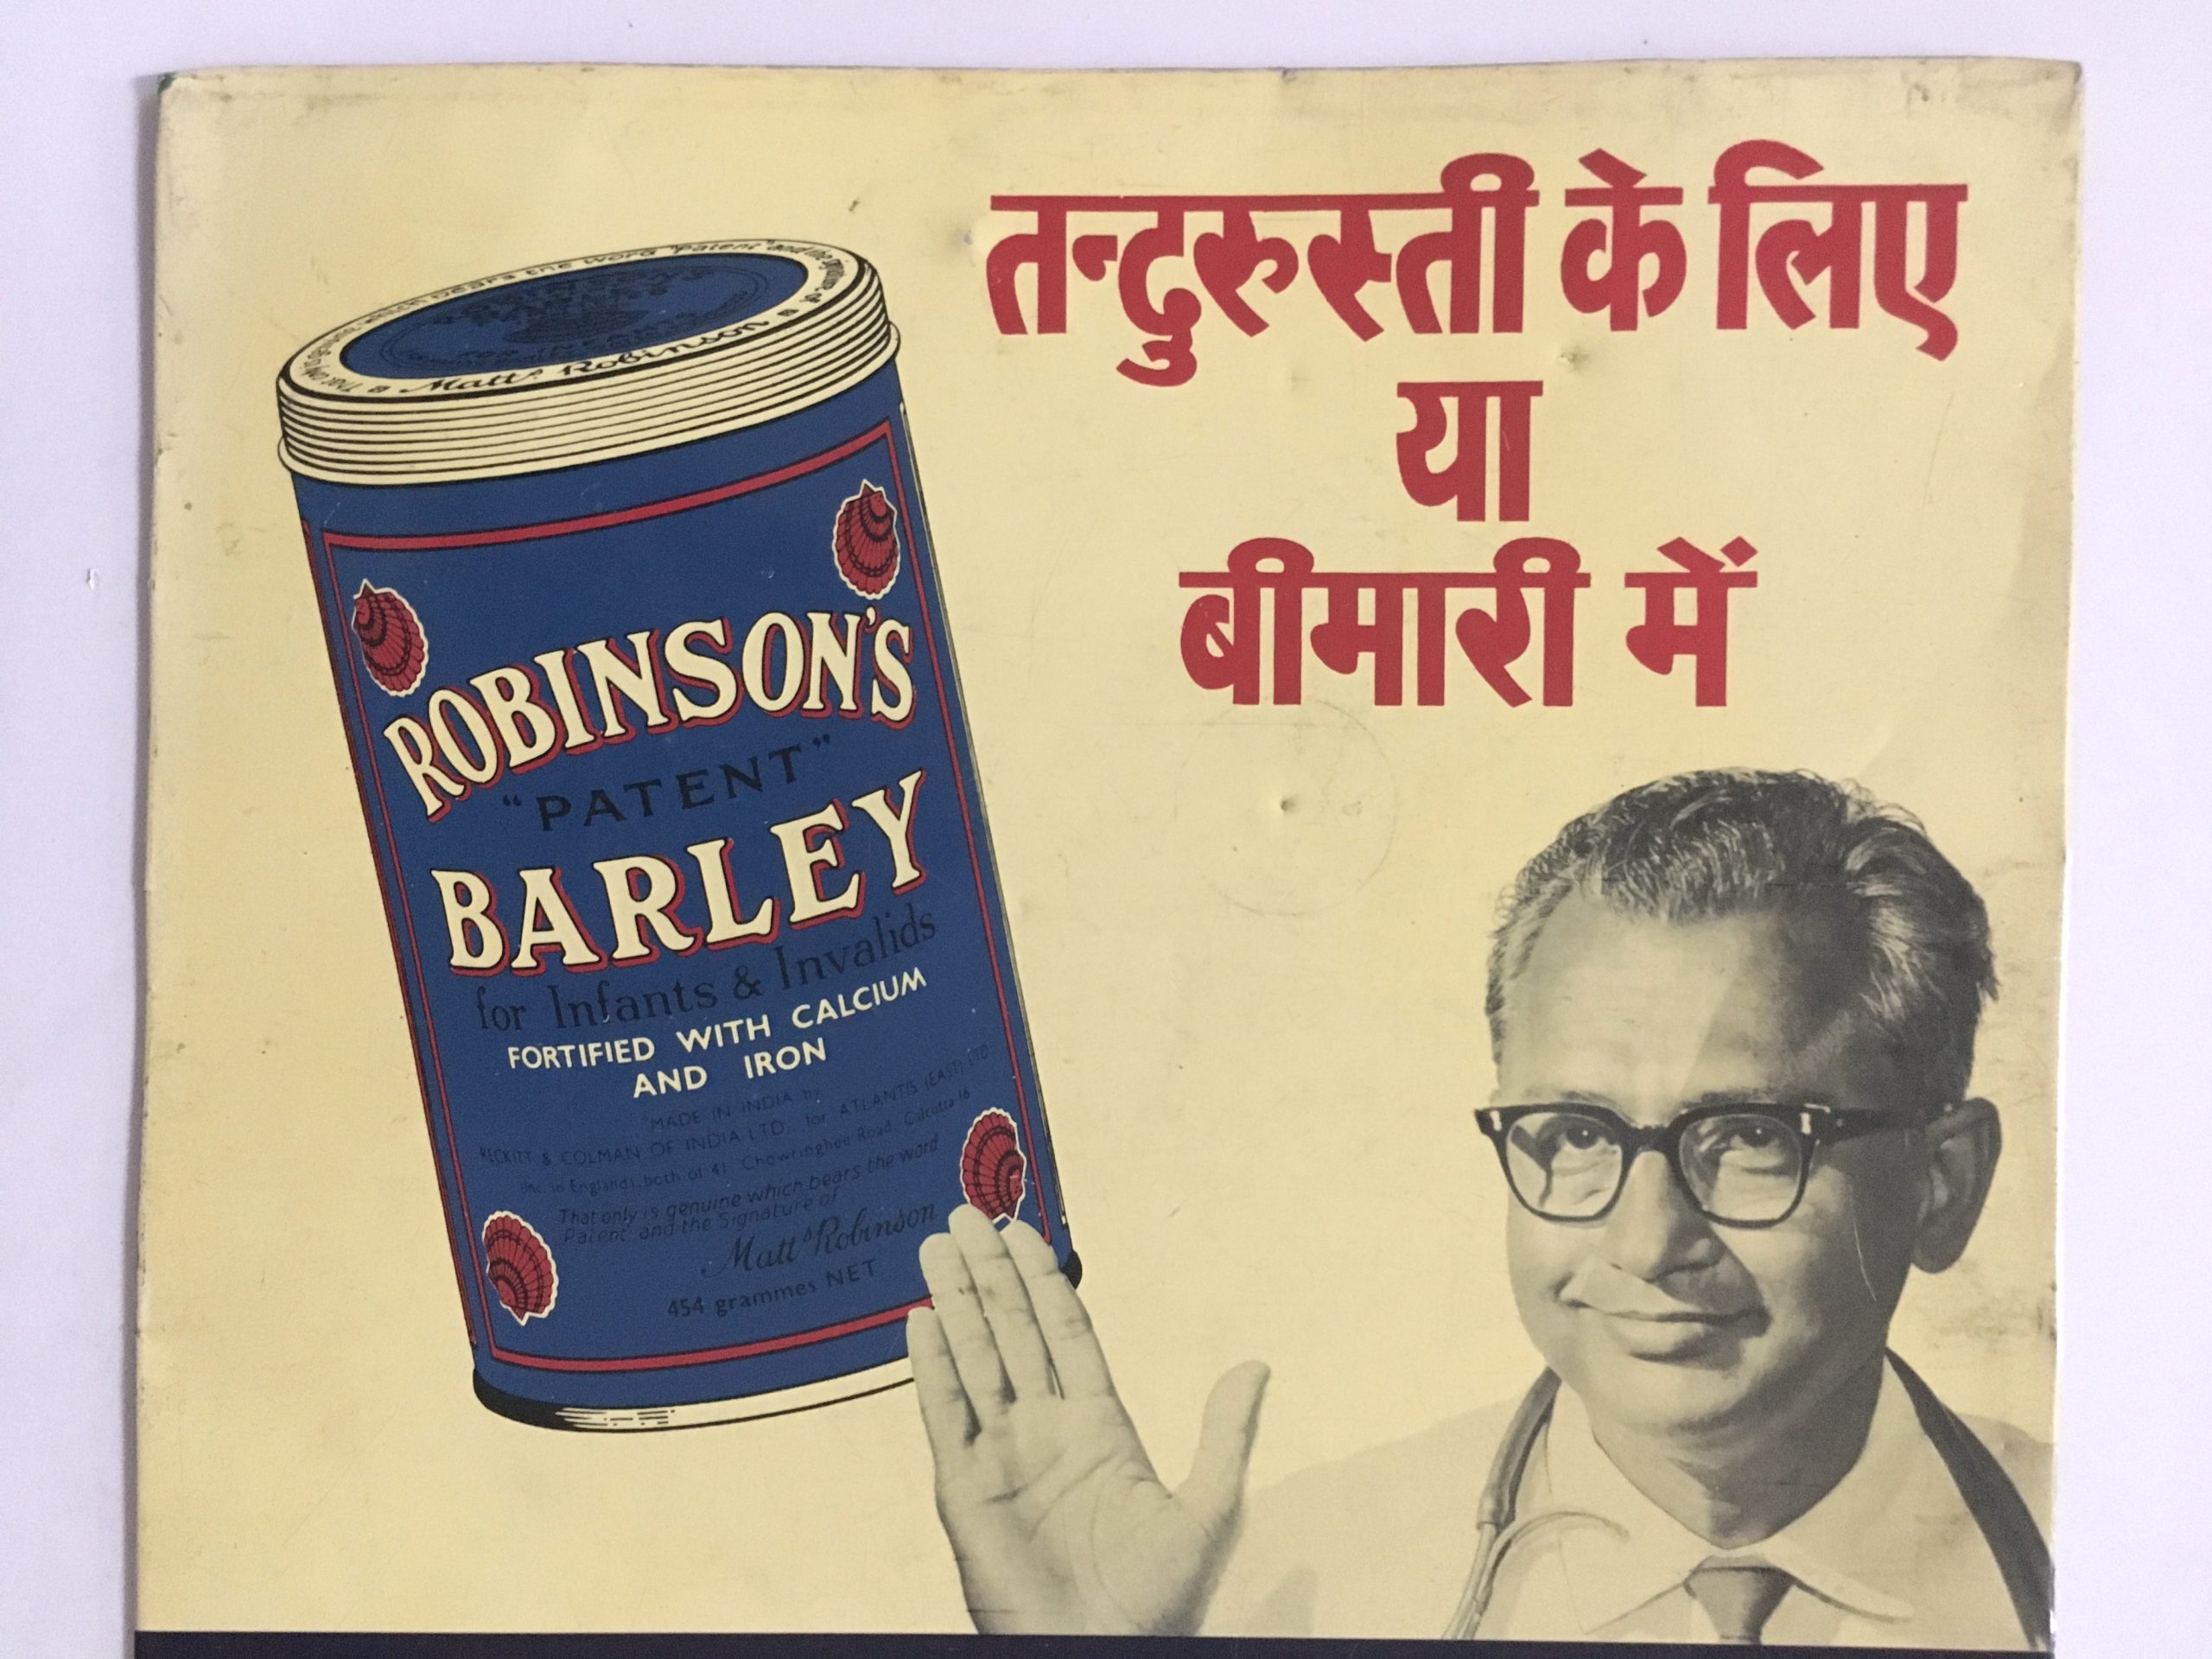 तन्दुरुस्ती के लिए
या
बीमारी में
Matt.s Robinson
ROBINSON'S
"PATENT"
BARLEY
for Infants & Invalids
FORTIFIED WITH CALCIUM
AND IRON
MADE IN INDIA by
RECKITT & COLMAN OF INDIA LTD. for ATLANTIS (EAST) LTD
(Inc. in England), both of 41, Chowringhee Road, Calcutta-16
That only is genuine which bears the word
Patent and the Signature of
Matts Robinson
454 grammes NET